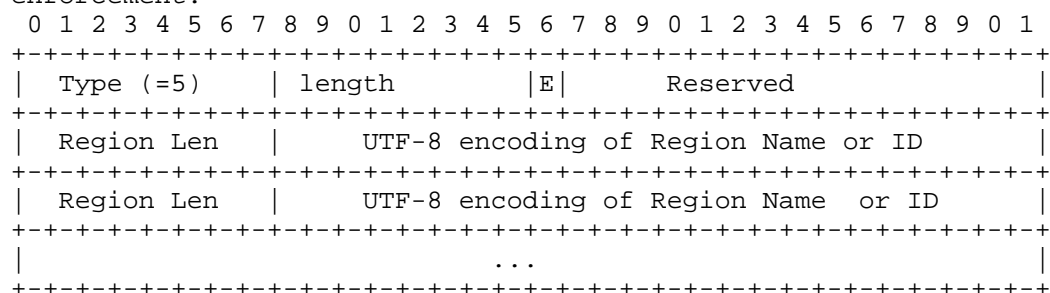 enforcement.
 0 1 2 3 4 5 6 7 8 9 0 1 2 3 4 5 6 7 8 9 0 1 2 3 4 5 6 7 8 9 0 1
+-+-+-+-+-+-+-+-+-+-+-+-+-+-+-+-+-+-+-+-+-+-+-+-+-+-+-+-+-+-+-+-+
|  Type (=5)    | length        |E|       Reserved              |
+-+-+-+-+-+-+-+-+-+-+-+-+-+-+-+-+-+-+-+-+-+-+-+-+-+-+-+-+-+-+-+-+
|  Region Len   |     UTF-8 encoding of Region Name or ID       |
+-+-+-+-+-+-+-+-+-+-+-+-+-+-+-+-+-+-+-+-+-+-+-+-+-+-+-+-+-+-+-+-+
|  Region Len   |     UTF-8 encoding of Region Name  or ID      |
+-+-+-+-+-+-+-+-+-+-+-+-+-+-+-+-+-+-+-+-+-+-+-+-+-+-+-+-+-+-+-+-+
|                             ...                               |
+-+-+-+-+-+-+-+-+-+-+-+-+-+-+-+-+-+-+-+-+-+-+-+-+-+-+-+-+-+-+-+-+